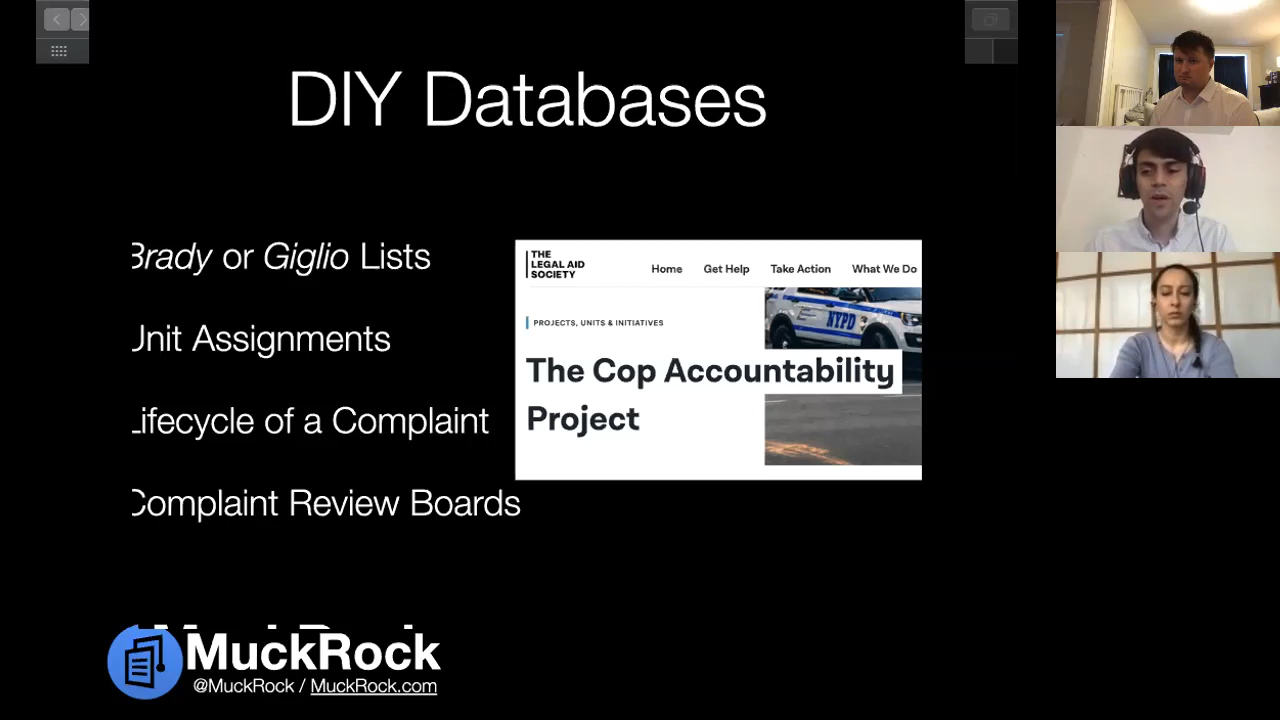 DIY Databases
Brady or Giglio Lists
Unit Assignments
Lifecycle of a Complaint
Complaint Review Boards
THE
LEGAL AID
SOCIETY
Home Get Help Take Action What We Do
PROJECTS, UNITS & INITIATIVES
NYPD
The Cop Accountability
Project
MuckRock
@MuckRock / MuckRock.com